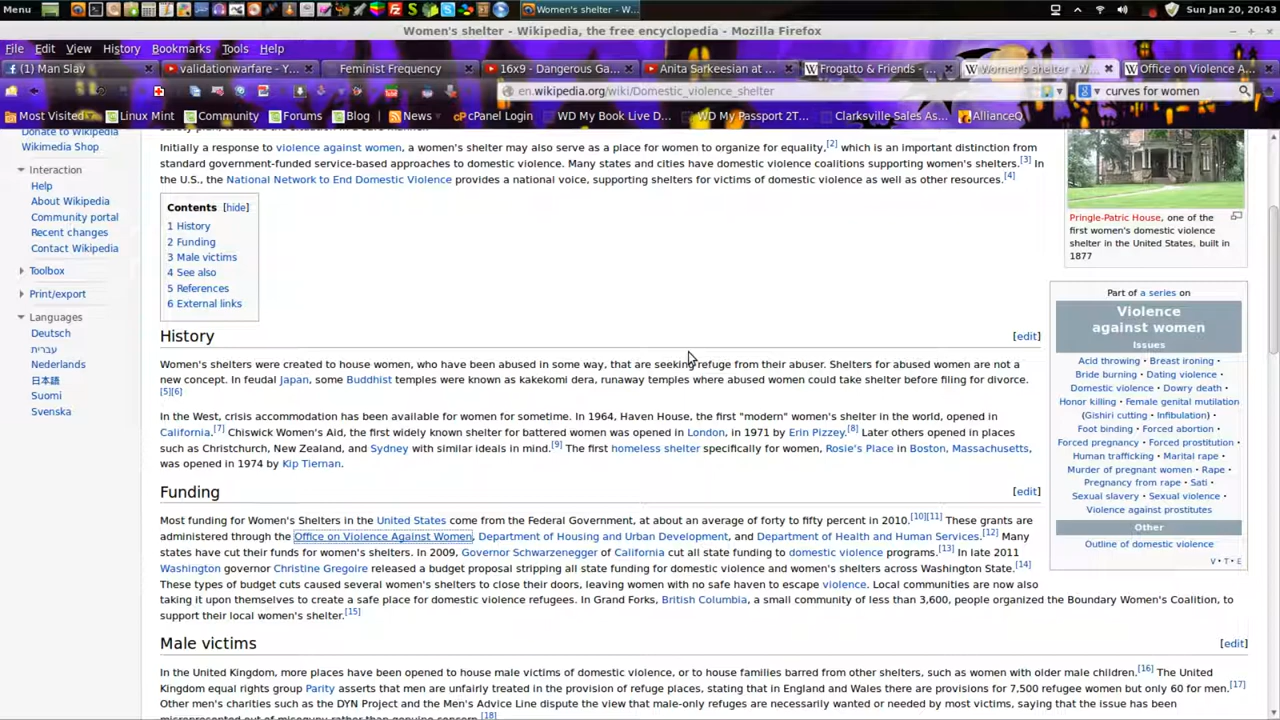 Menu
Women's shelter - W...
Sun Jan 20, 20:43
Women's shelter - Wikipedia, the free encyclopedia - Mozilla Firefox
File Edit View History Bookmarks Tools Help
(1) Man Slav
validationwarfare - Y...
Feminist Frequency
16x9 - Dangerous Ga...
Anita Sarkeesian at ...
Frogatto & Friends - ...
Women's shelter - W...
Office on Violence A...
en.wikipedia.org/wiki/Domestic_violence_shelter
curves for women
Most Visited
Linux Mint
Community
Forums
Blog
News
cPanel Login
WD My Book Live D...
WD My Passport 2T...
Clarksville Sales As...
AllianceQ
Donate to Wikipedia
Wikimedia Shop
Interaction
Help
About Wikipedia
Community portal
Recent changes
Contact Wikipedia
Toolbox
Print/export
Languages
Deutsch
עברית
Nederlands
日本語
Suomi
Svenska
Initially a response to violence against women, a women's shelter may also serve as a place for women to organize for equality,[2] which is an important distinction from
standard government-funded service-based approaches to domestic violence. Many states and cities have domestic violence coalitions supporting women's shelters.[3] In
the U.S., the National Network to End Domestic Violence provides a national voice, supporting shelters for victims of domestic violence as well as other resources.[4]
Contents [hide]
1 History
2 Funding
3 Male victims
4 See also
5 References
6 External links
History
[edit]
Women's shelters were created to house women, who have been abused in some way, that are seeking refuge from their abuser. Shelters for abused women are not a
new concept. In feudal Japan, some Buddhist temples were known as kakekomi dera, runaway temples where abused women could take shelter before filing for divorce.
[5][6]
In the West, crisis accommodation has been available for women for sometime. In 1964, Haven House, the first "modern" women's shelter in the world, opened in
California.[7] Chiswick Women's Aid, the first widely known shelter for battered women was opened in London, in 1971 by Erin Pizzey.[8] Later others opened in places
such as Christchurch, New Zealand, and Sydney with similar ideals in mind.[9] The first homeless shelter specifically for women, Rosie's Place in Boston, Massachusetts,
was opened in 1974 by Kip Tiernan.
Funding
[edit]
Most funding for Women's Shelters in the United States come from the Federal Government, at about an average of forty to fifty percent in 2010.[10][11] These grants are
administered through the Office on Violence Against Women, Department of Housing and Urban Development, and Department of Health and Human Services.[12] Many
states have cut their funds for women's shelters. In 2009, Governor Schwarzenegger of California cut all state funding to domestic violence programs.[13] In late 2011
Washington governor Christine Gregoire released a budget proposal stripping all state funding for domestic violence and women's shelters across Washington State.[14]
These types of budget cuts caused several women's shelters to close their doors, leaving women with no safe haven to escape violence. Local communities are now also
taking it upon themselves to create a safe place for domestic violence refugees. In Grand Forks, British Columbia, a small community of less than 3,600, people organized the Boundary Women's Coalition, to
support their local women's shelter.[15]
Male victims
[edit]
In the United Kingdom, more places have been opened to house male victims of domestic violence, or to house families barred from other shelters, such as women with older male children.[16] The United
Kingdom equal rights group Parity asserts that men are unfairly treated in the provision of refuge places, stating that in England and Wales there are provisions for 7,500 refugee women but only 60 for men.[17]
Other men's charities such as the DYN Project and the Men's Advice Line dispute the view that male-only refuges are necessarily wanted or needed by most victims, saying that the issue has been
misrepresented out of misogyny rather than genuine concern.[18]
Pringle-Patric House, one of the
first women's domestic violence
shelter in the United States, built in
1877
Part of a series on
Violence
against women
Issues
Acid throwing · Breast ironing ·
Bride burning · Dating violence ·
Domestic violence · Dowry death ·
Honor killing · Female genital mutilation
(Gishiri cutting · Infibulation) ·
Foot binding · Forced abortion ·
Forced pregnancy · Forced prostitution ·
Human trafficking · Marital rape ·
Murder of pregnant women · Rape ·
Pregnancy from rape · Sati ·
Sexual slavery · Sexual violence ·
Violence against prostitutes
Other
Outline of domestic violence
V · T · E